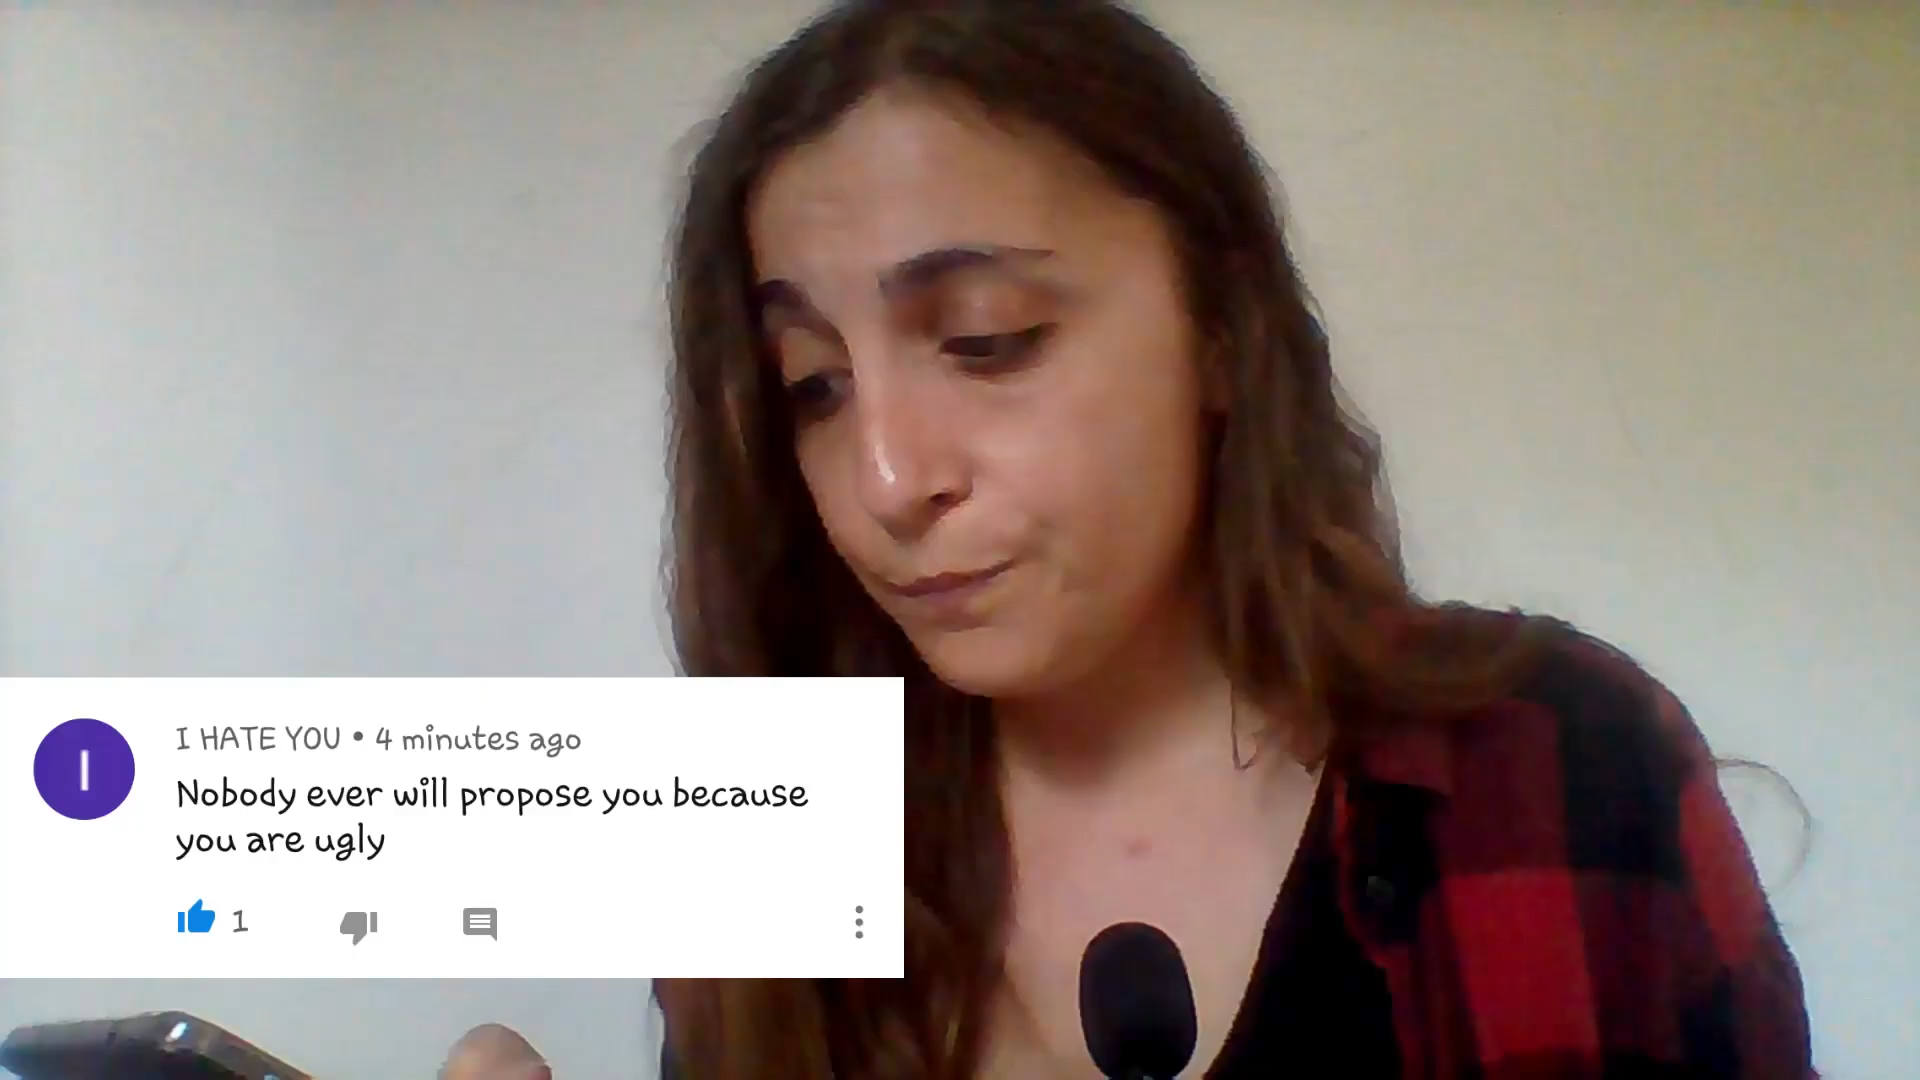 I
I HATE YOU • 4 minutes ago
Nobody ever will propose you because
you are ugly
1